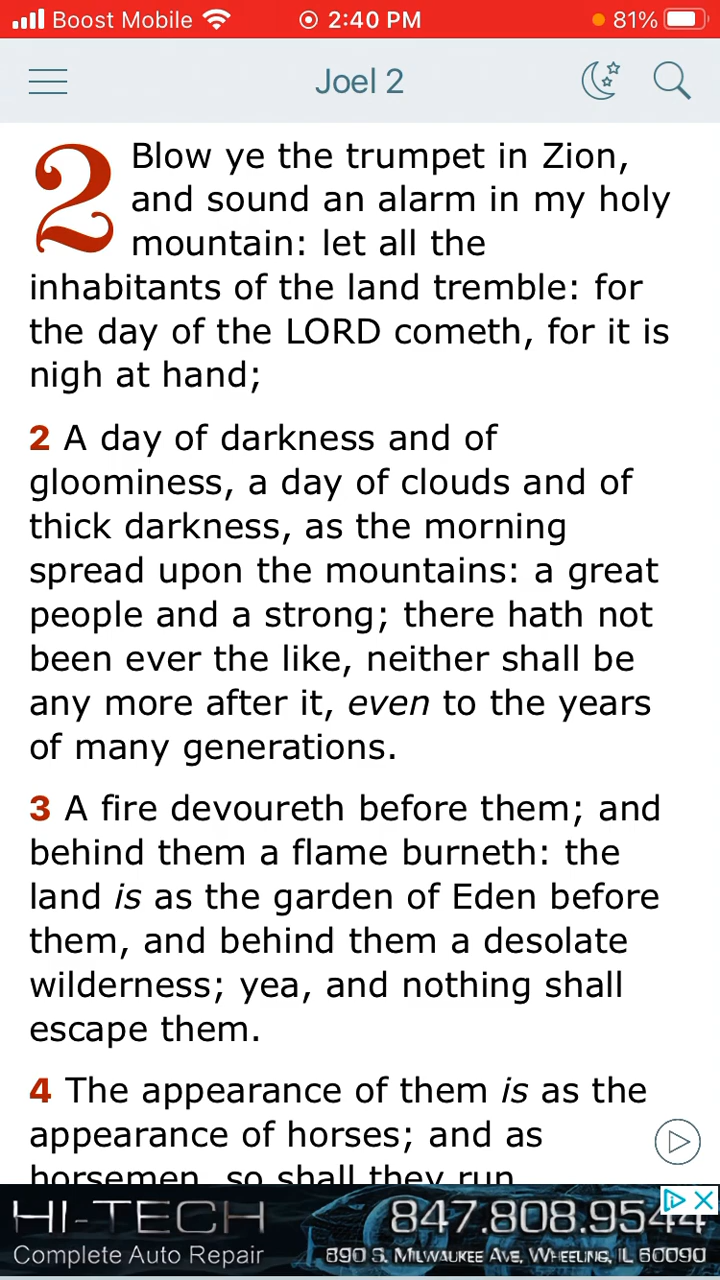 Boost Mobile 2:40 PM 81%
Joel 2
2 Blow ye the trumpet in Zion,
and sound an alarm in my holy
mountain: let all the
inhabitants of the land tremble: for
the day of the LORD cometh, for it is
nigh at hand;
2 A day of darkness and of
gloominess, a day of clouds and of
thick darkness, as the morning
spread upon the mountains: a great
people and a strong; there hath not
been ever the like, neither shall be
any more after it, even to the years
of many generations.
3 A fire devoureth before them; and
behind them a flame burneth: the
land is as the garden of Eden before
them, and behind them a desolate
wilderness; yea, and nothing shall
escape them.
4 The appearance of them is as the
appearance of horses; and as
horsemen, so shall they run.
HI-TECH 847.808.9544
Complete Auto Repair 890 S. Milwaukee Ave, Wheeling, IL 60090